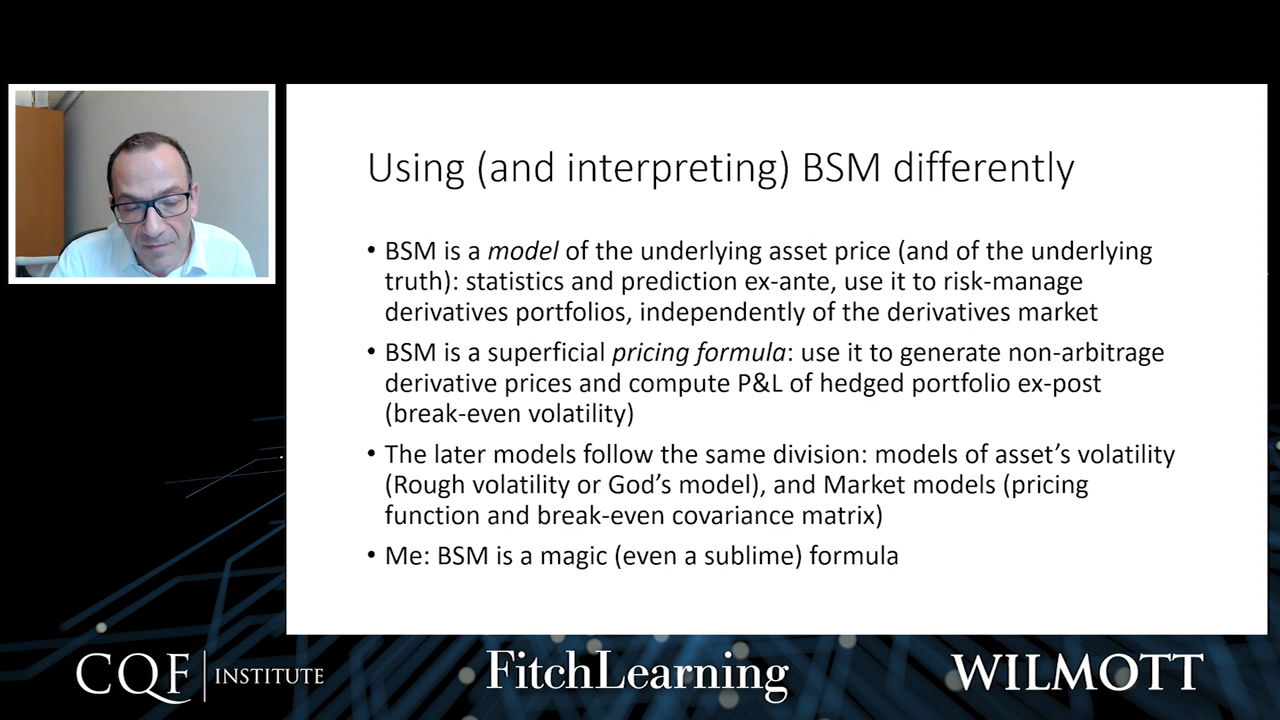 Using (and interpreting) BSM differently
• BSM is a model of the underlying asset price (and of the underlying
truth): statistics and prediction ex-ante, use it to risk-manage
derivatives portfolios, independently of the derivatives market
• BSM is a superficial pricing formula: use it to generate non-arbitrage
derivative prices and compute P&L of hedged portfolio ex-post
(break-even volatility)
• The later models follow the same division: models of asset’s volatility
(Rough volatility or God’s model), and Market models (pricing
function and break-even covariance matrix)
• Me: BSM is a magic (even a sublime) formula
CQF INSTITUTE
FitchLearning
WILMOTT